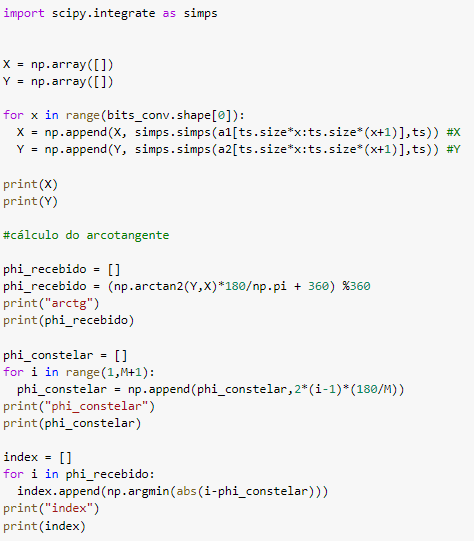 import scipy.integrate as simps
X = np.array([])
Y = np.array([])
for x in range(bits_conv.shape[0]):
  X = np.append(X, simps.simps(a1[ts.size*x:ts.size*(x+1)],ts)) #X
  Y = np.append(Y, simps.simps(a2[ts.size*x:ts.size*(x+1)],ts)) #Y
print(X)
print(Y)
#cálculo do arcotangente
phi_recebido = []
phi_recebido = (np.arctan2(Y,X)*180/np.pi + 360) %360
print("arctg")
print(phi_recebido)
phi_constelar = []
for i in range(1,M+1):
  phi_constelar = np.append(phi_constelar,2*(i-1)*(180/M))
print("phi_constelar")
print(phi_constelar)
index = []
for i in phi_recebido:
  index.append(np.argmin(abs(i-phi_constelar)))
print("index")
print(index)